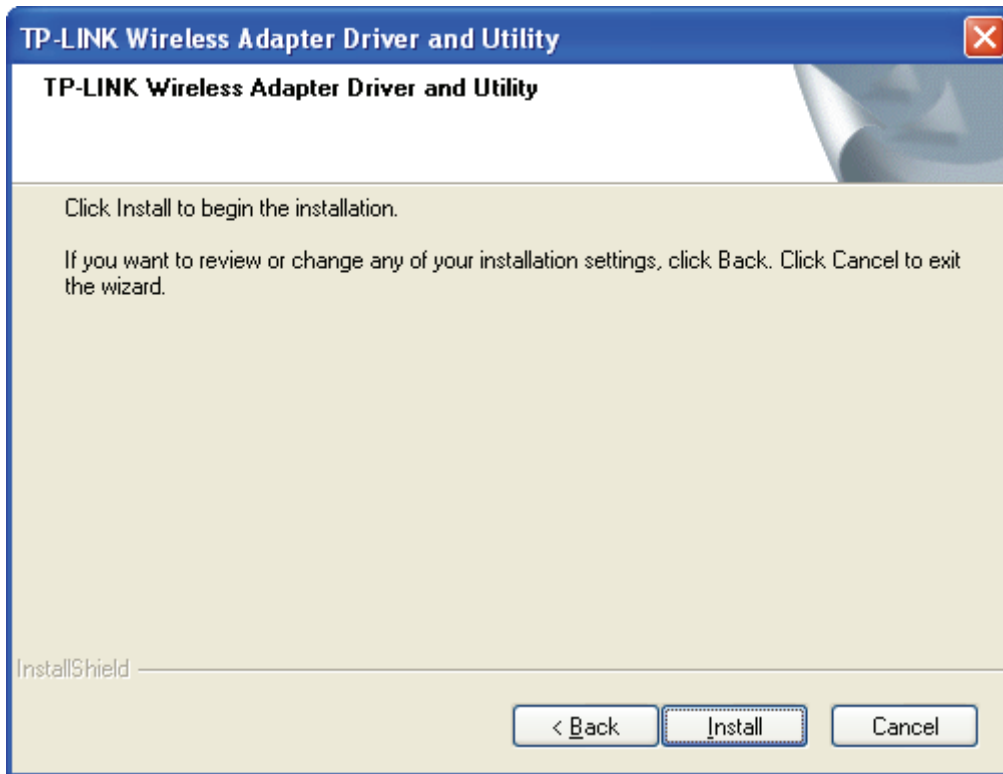 TP-LINK Wireless Adapter Driver and Utility
TP-LINK Wireless Adapter Driver and Utility
Click Install to begin the installation.
If you want to review or change any of your installation settings, click Back. Click Cancel to exit
the wizard.
InstallShield
< Back Install Cancel